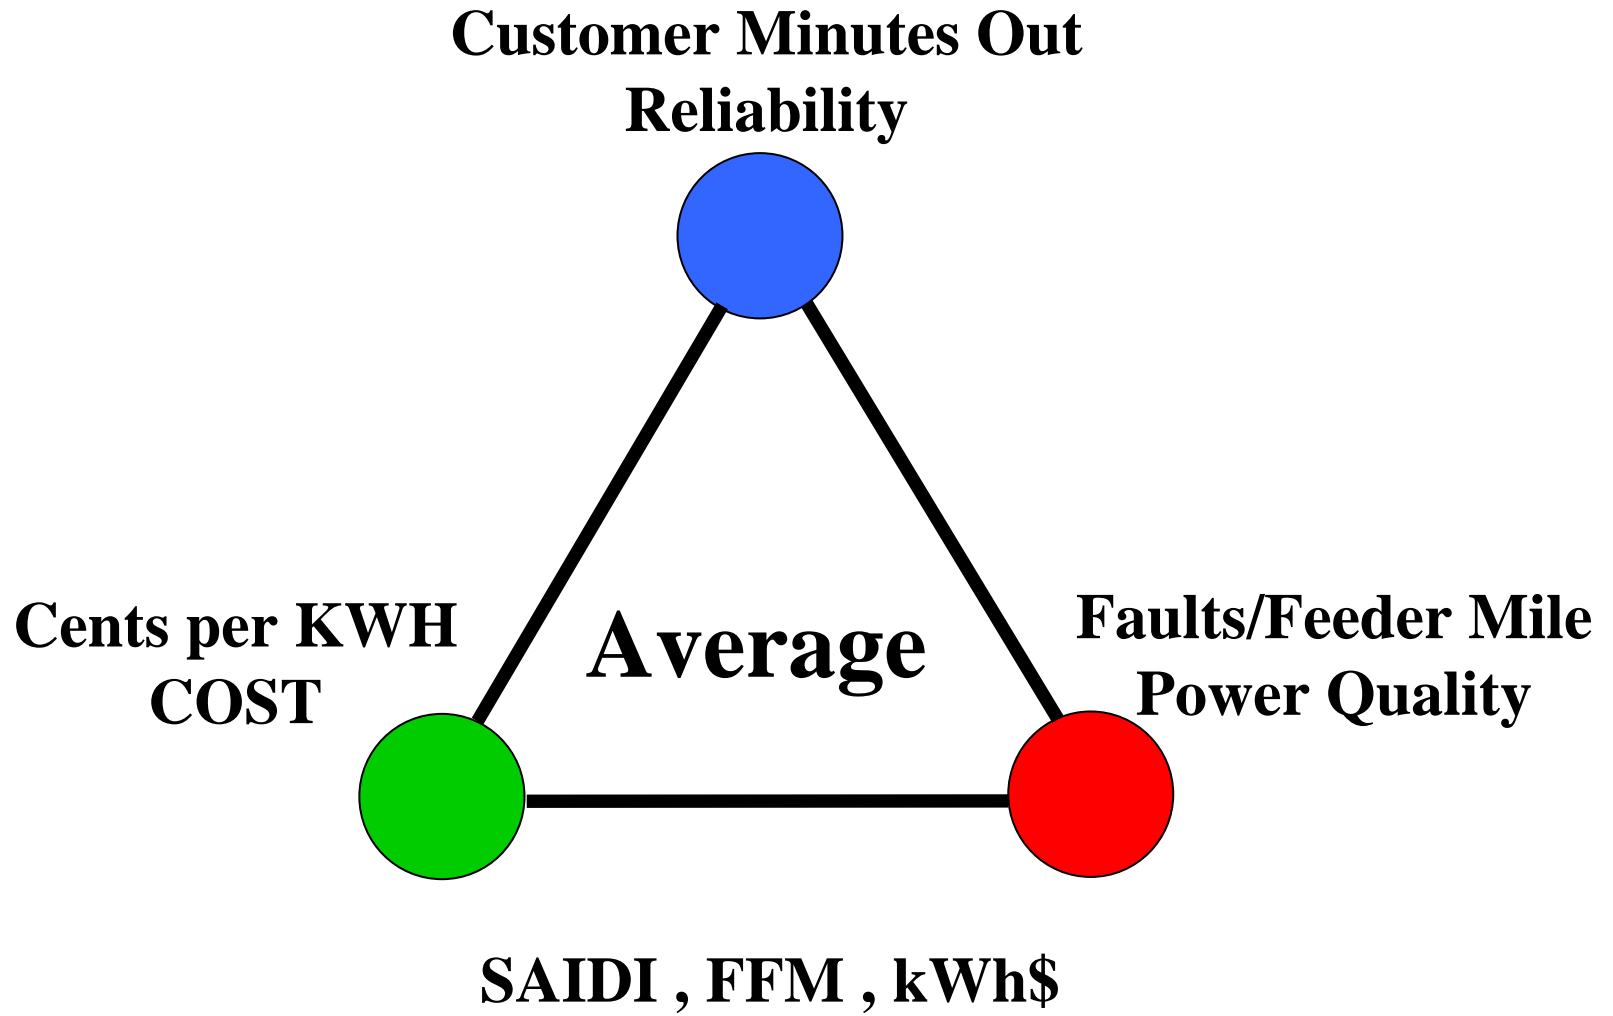 Customer Minutes Out
Reliability
Cents per KWH
COST
Average
Faults/Feeder Mile
Power Quality
SAIDI , FFM , kWh$